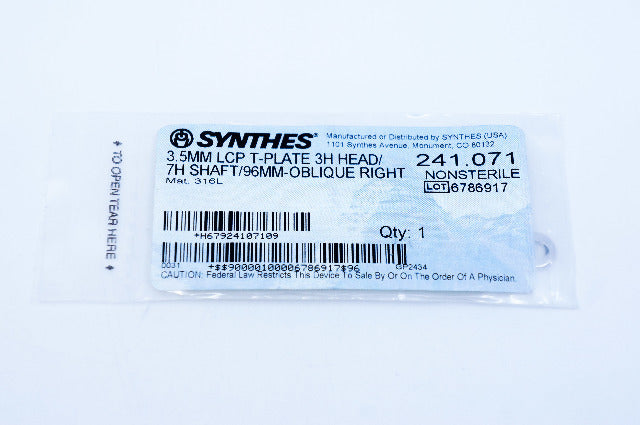 SYNTHES®
Manufactured or Distributed by SYNTHES (USA)
1101 Synthes Avenue, Monument, CO 80132
3.5MM LCP T-PLATE 3H HEAD/
7H SHAFT/96MM-OBLIQUE RIGHT
Mat. 316L
241.071
NONSTERILE
LOT 6786917
+H67924107109
Qty: 1
0031
+$$90000100006786917$96
GP2434
CAUTION: Federal Law Restricts This Device To Sale By Or On The Order Of A Physician.
TO OPEN TEAR HERE